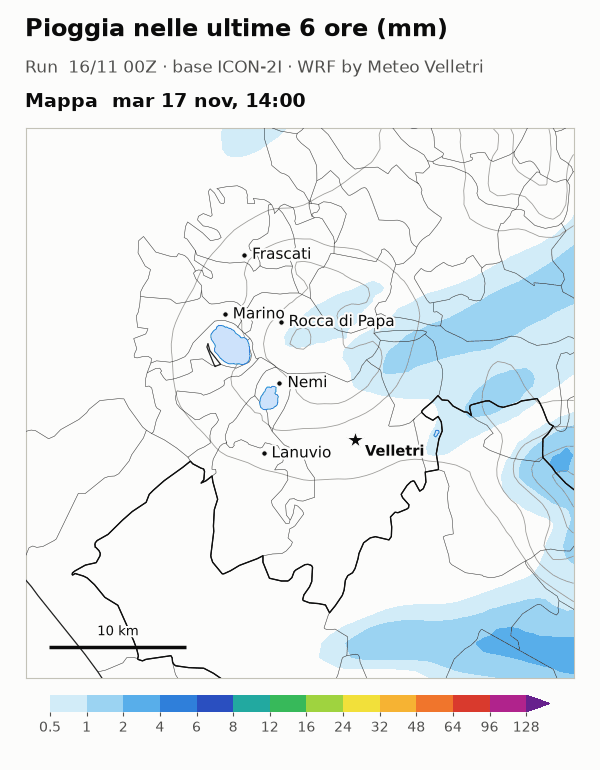 Pioggia nelle ultime 6 ore (mm)
Run 16/11 00Z · base ICON-2I · WRF by Meteo Velletri
Mappa mar 17 nov, 14:00
Frascati
Marino
Rocca di Papa
Nemi
Velletri
Lanuvio
10 km
0.5 1 2 4 6 8 12 16 24 32 48 64 96 128